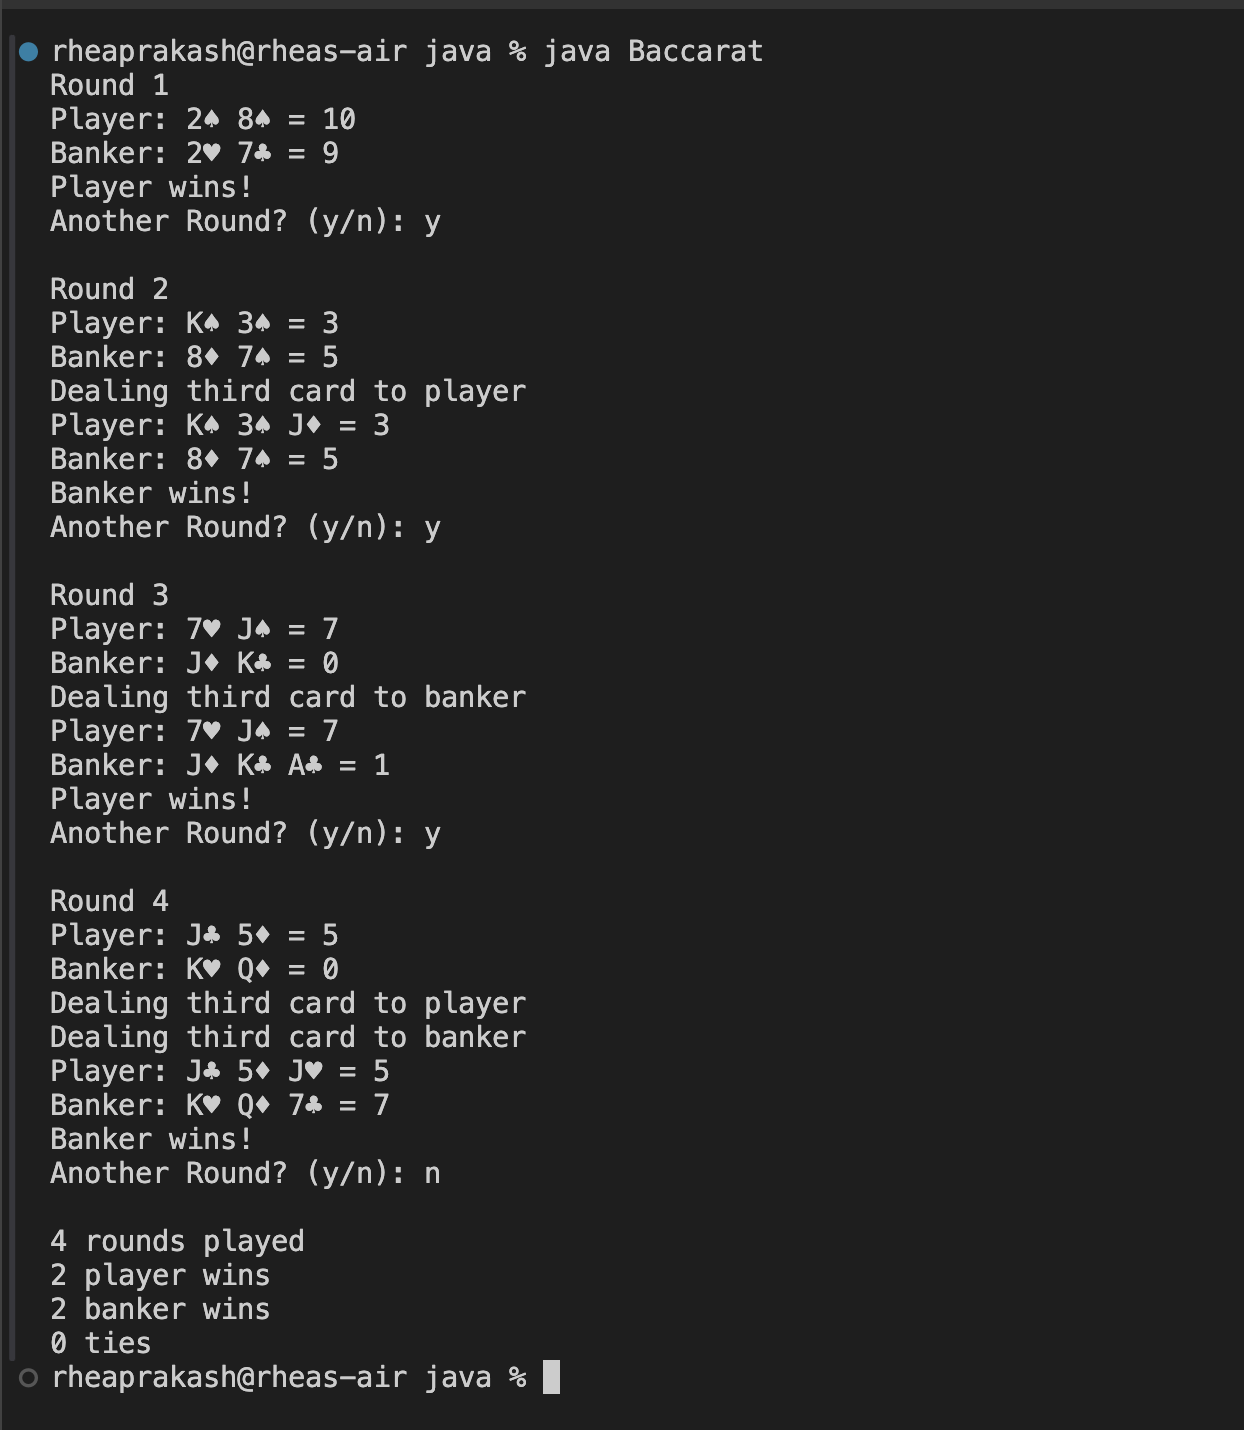 rheaprakash@rheas-air java % java Baccarat
Round 1
Player: 2♠ 8♠ = 10
Banker: 2♥ 7♣ = 9
Player wins!
Another Round? (y/n): y

Round 2
Player: K♠ 3♠ = 3
Banker: 8♦ 7♠ = 5
Dealing third card to player
Player: K♠ 3♠ J♦ = 3
Banker: 8♦ 7♠ = 5
Banker wins!
Another Round? (y/n): y

Round 3
Player: 7♥ J♠ = 7
Banker: J♦ K♣ = 0
Dealing third card to banker
Player: 7♥ J♠ = 7
Banker: J♦ K♣ A♣ = 1
Player wins!
Another Round? (y/n): y

Round 4
Player: J♣ 5♦ = 5
Banker: K♥ Q♦ = 0
Dealing third card to player
Dealing third card to banker
Player: J♣ 5♦ J♥ = 5
Banker: K♥ Q♦ 7♣ = 7
Banker wins!
Another Round? (y/n): n

4 rounds played
2 player wins
2 banker wins
0 ties
rheaprakash@rheas-air java %